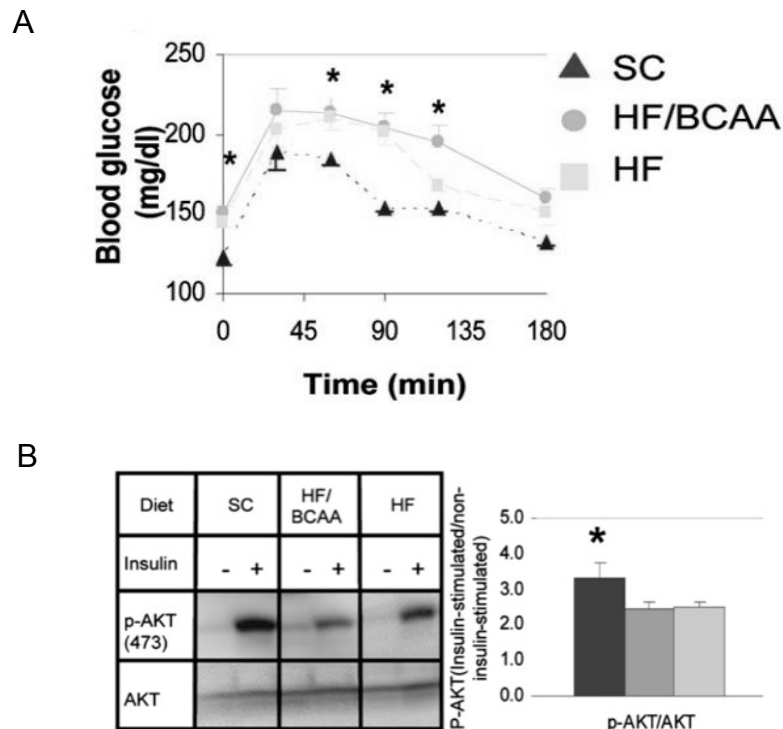 A
Blood glucose
(mg/dl)
250
200
150
100
*
*
*
*
0
45
90
135
180
Time (min)
SC
HF/BCAA
HF
B
Diet
SC
HF/
BCAA
HF
Insulin
-
+
-
+
-
+
p-AKT
(473)
AKT
P-AKT(Insulin-stimulated/non-
insulin-stimulated)
5.0
4.0
3.0
2.0
1.0
0.0
*
p-AKT/AKT